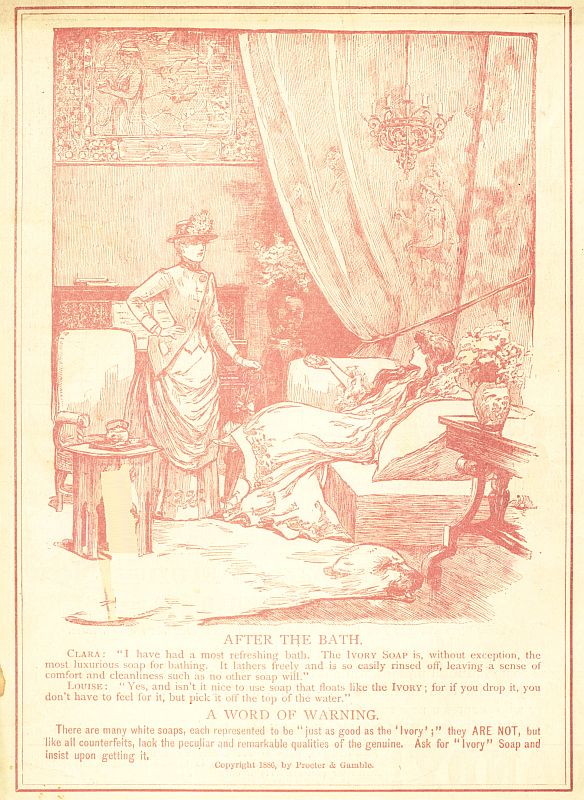 AFTER THE BATH.
CLARA: "I have had a most refreshing bath. The IVORY SOAP is, without exception, the
most luxurious soap for bathing. It lathers freely and is so easily rinsed off, leaving a sense of
comfort and cleanliness such as no other soap will."
LOUISE: "Yes, and isn't it nice to use soap that floats like the IVORY; for if you drop it, you
don't have to feel for it, but pick it off the top of the water."
A WORD OF WARNING.
There are many white soaps, each represented to be "just as good as the 'Ivory';" they ARE NOT, but
like all counterfeits, lack the peculiar and remarkable qualities of the genuine. Ask for "Ivory" Soap and
insist upon getting it.
Copyright 1886, by Procter & Gamble.